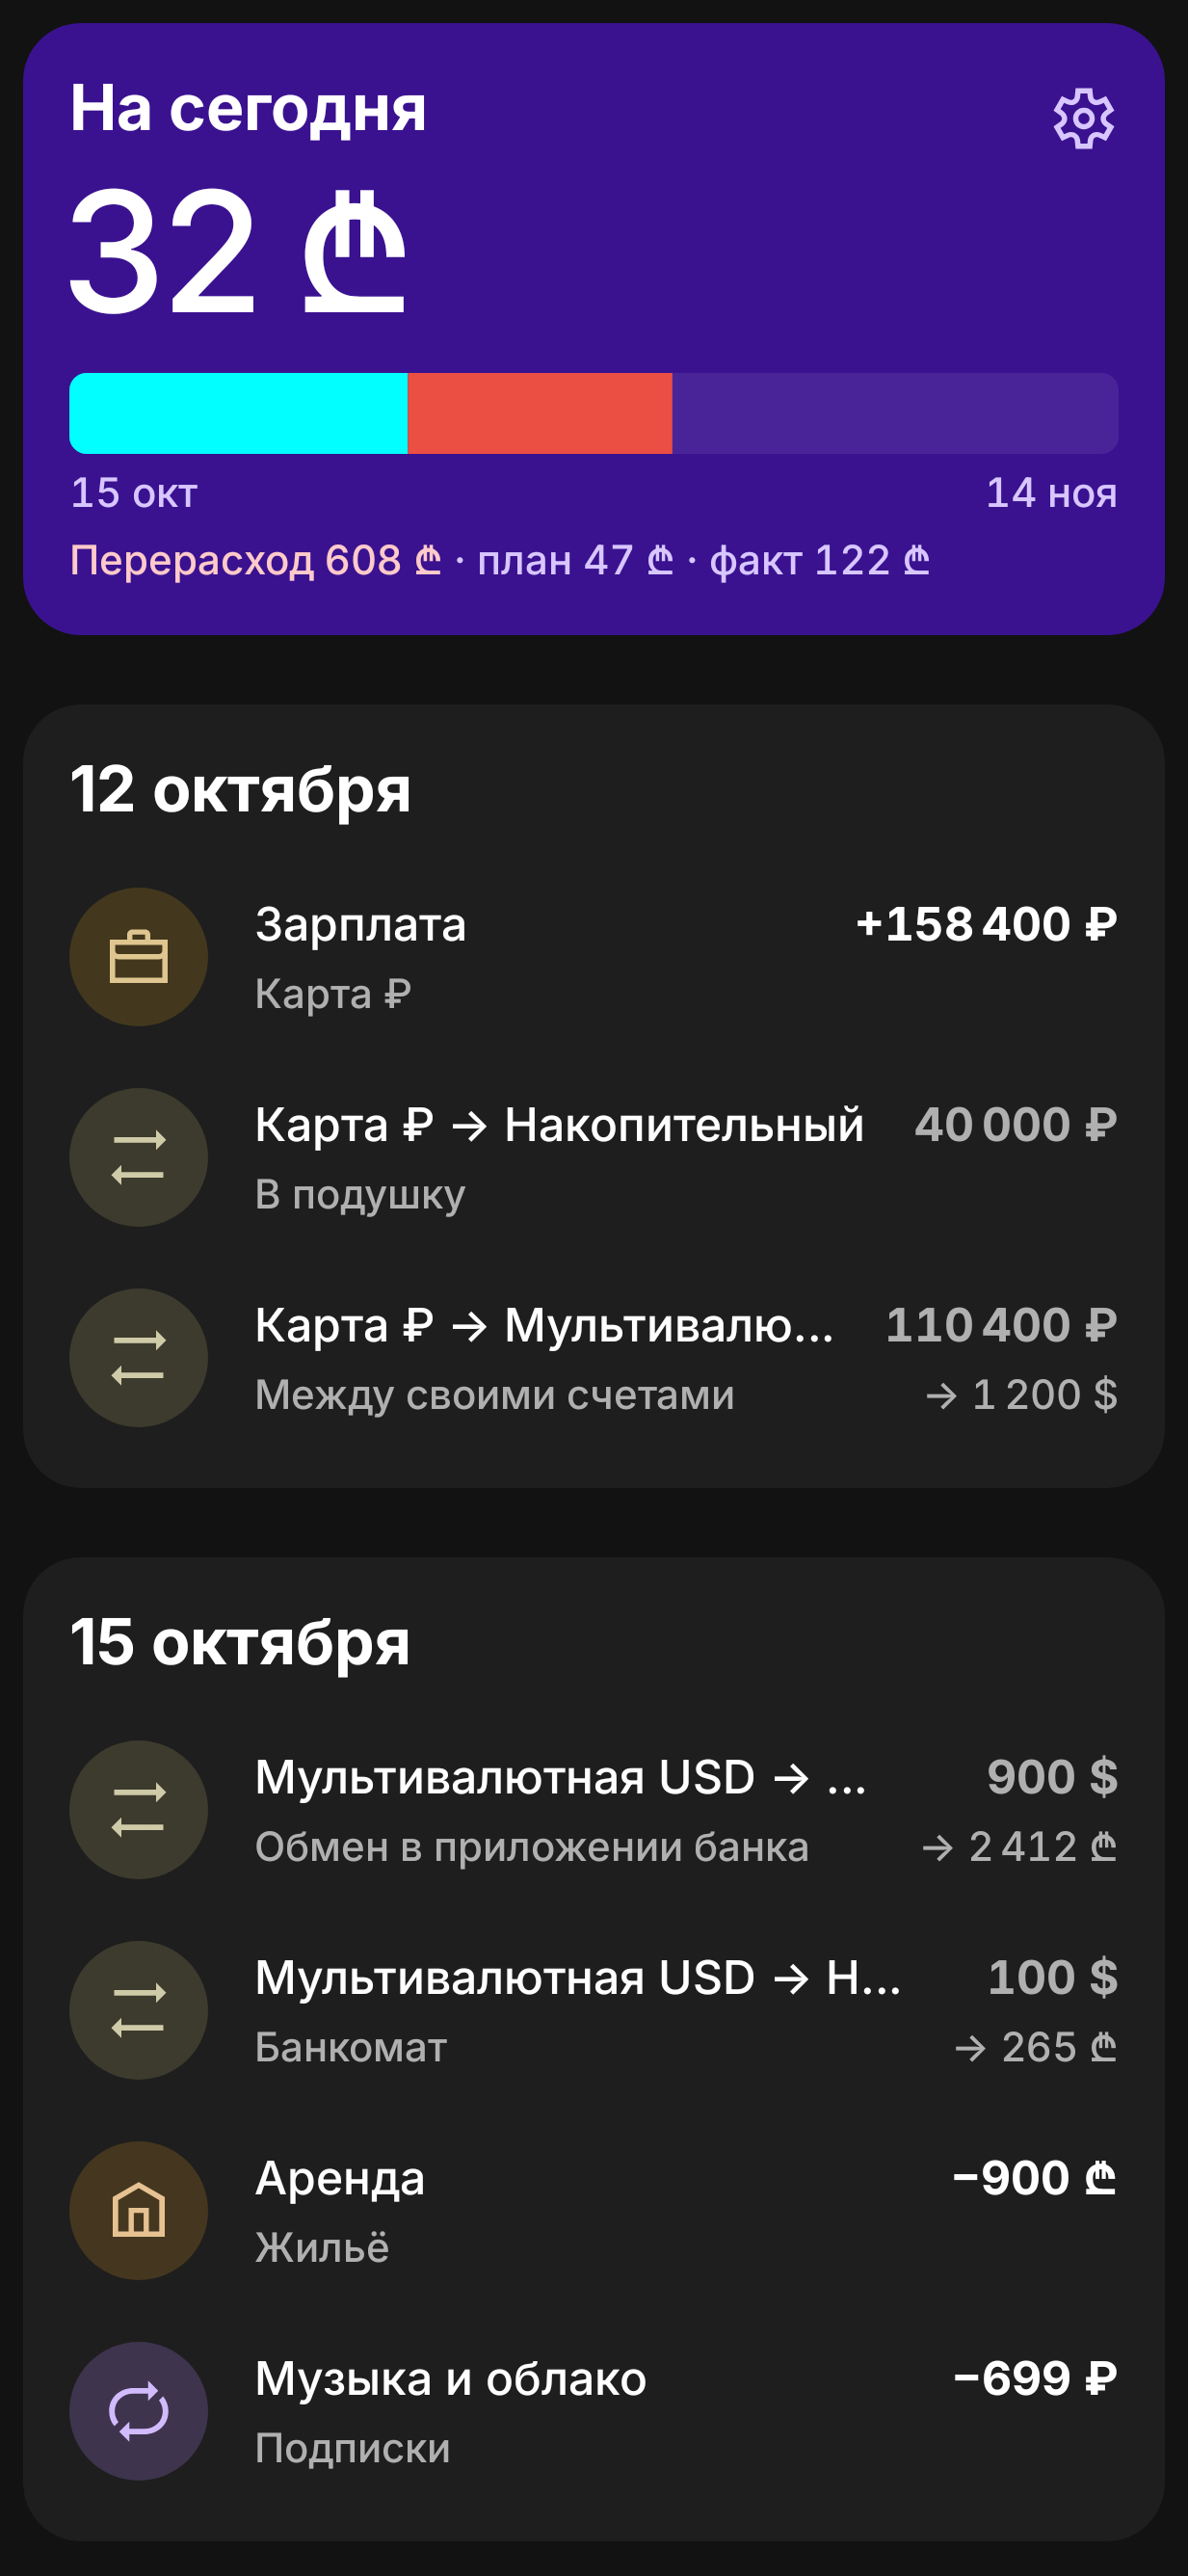 На сегодня
32 ₾
15 окт 14 ноя
Перерасход 608 ₾ · план 47 ₾ · факт 122 ₾
12 октября
Зарплата +158 400 ₽
Карта ₽
Карта ₽ → Накопительный 40 000 ₽
В подушку
Карта ₽ → Мультивалю... 110 400 ₽
Между своими счетами → 1 200 $
15 октября
Мультивалютная USD → ... 900 $
Обмен в приложении банка → 2 412 ₾
Мультивалютная USD → Н... 100 $
Банкомат → 265 ₾
Аренда −900 ₾
Жильё
Музыка и облако −699 ₽
Подписки